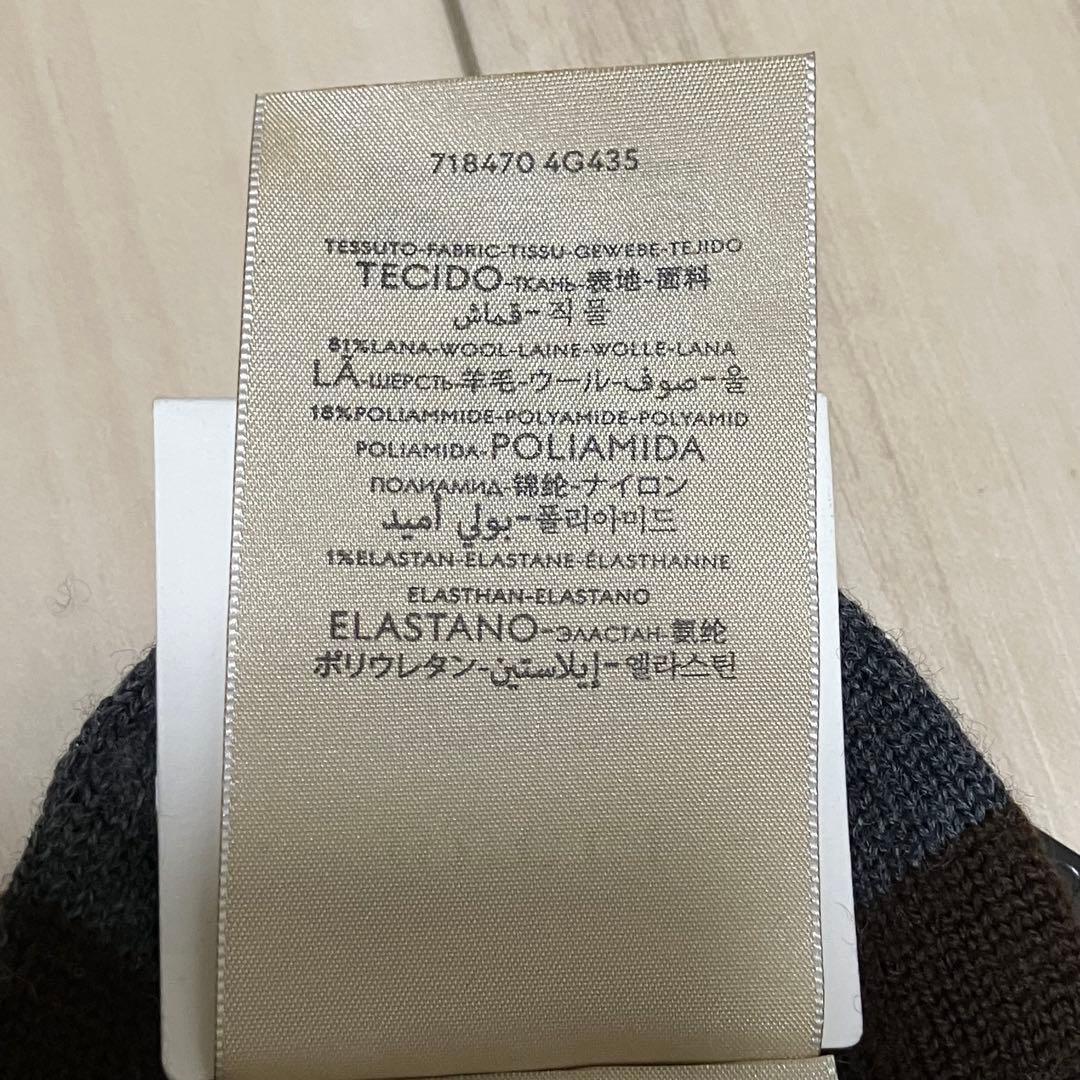 718470 4G435
TESSUTO-FABRIC-TISSU-GEWEBE-TEJIDO
TECIDO-ТКАНЬ-表地-面料
قماش-직물
81%LANA-WOOL-LAINE-WOLLE-LANA
LÃ-ШЕРСТЬ-羊毛-ウール-صوف-울
18%POLIAMMIDE-POLYAMIDE-POLYAMID
POLIAMIDA-POLIAMIDA
ПОЛИАМИД-锦纶-ナイロン
بولي أميد-폴리아미드
1%ELASTAN-ELASTANE-ÉLASTHANNE
ELASTHAN-ELASTANO
ELASTANO-ЭЛАСТАН-氨纶
ポリウレタン-إيلاستين-엘라스틴